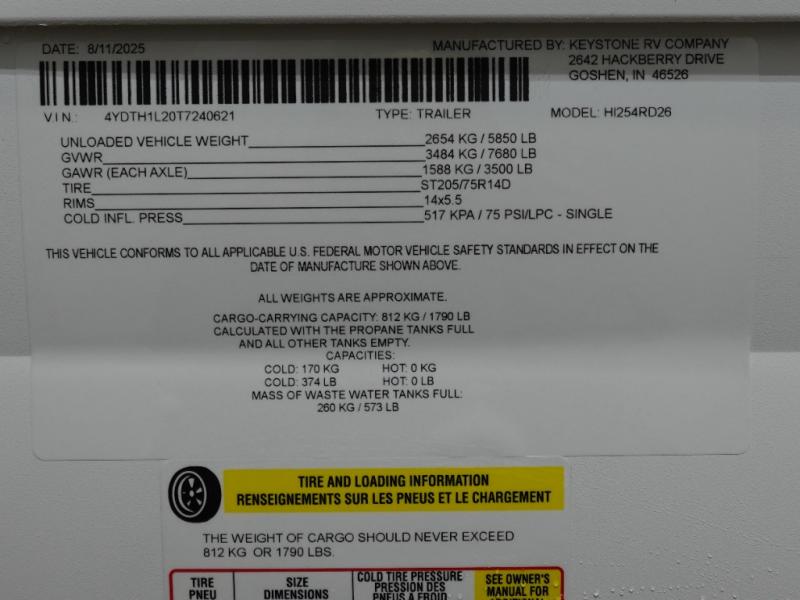 DATE: 8/11/2025
MANUFACTURED BY: KEYSTONE RV COMPANY
2642 HACKBERRY DRIVE
GOSHEN, IN 46526
V.I.N.: 4YDTH1L20T7240621 TYPE: TRAILER MODEL: HI254RD26
UNLOADED VEHICLE WEIGHT 2654 KG / 5850 LB
GVWR 3484 KG / 7680 LB
GAWR (EACH AXLE) 1588 KG / 3500 LB
TIRE ST205/75R14D
RIMS 14x5.5
COLD INFL. PRESS 517 KPA / 75 PSI/LPC - SINGLE
THIS VEHICLE CONFORMS TO ALL APPLICABLE U.S. FEDERAL MOTOR VEHICLE SAFETY STANDARDS IN EFFECT ON THE
DATE OF MANUFACTURE SHOWN ABOVE.
ALL WEIGHTS ARE APPROXIMATE.
CARGO-CARRYING CAPACITY: 812 KG / 1790 LB
CALCULATED WITH THE PROPANE TANKS FULL
AND ALL OTHER TANKS EMPTY.
CAPACITIES:
COLD: 170 KG HOT: 0 KG
COLD: 374 LB HOT: 0 LB
MASS OF WASTE WATER TANKS FULL:
260 KG / 573 LB
TIRE AND LOADING INFORMATION
RENSEIGNEMENTS SUR LES PNEUS ET LE CHARGEMENT
THE WEIGHT OF CARGO SHOULD NEVER EXCEED
812 KG OR 1790 LBS.
TIRE
PNEU
SIZE
DIMENSIONS
COLD TIRE PRESSURE
PRESSION DES
PNEUS A FROID
SEE OWNER'S
MANUAL FOR
ADDITIONAL